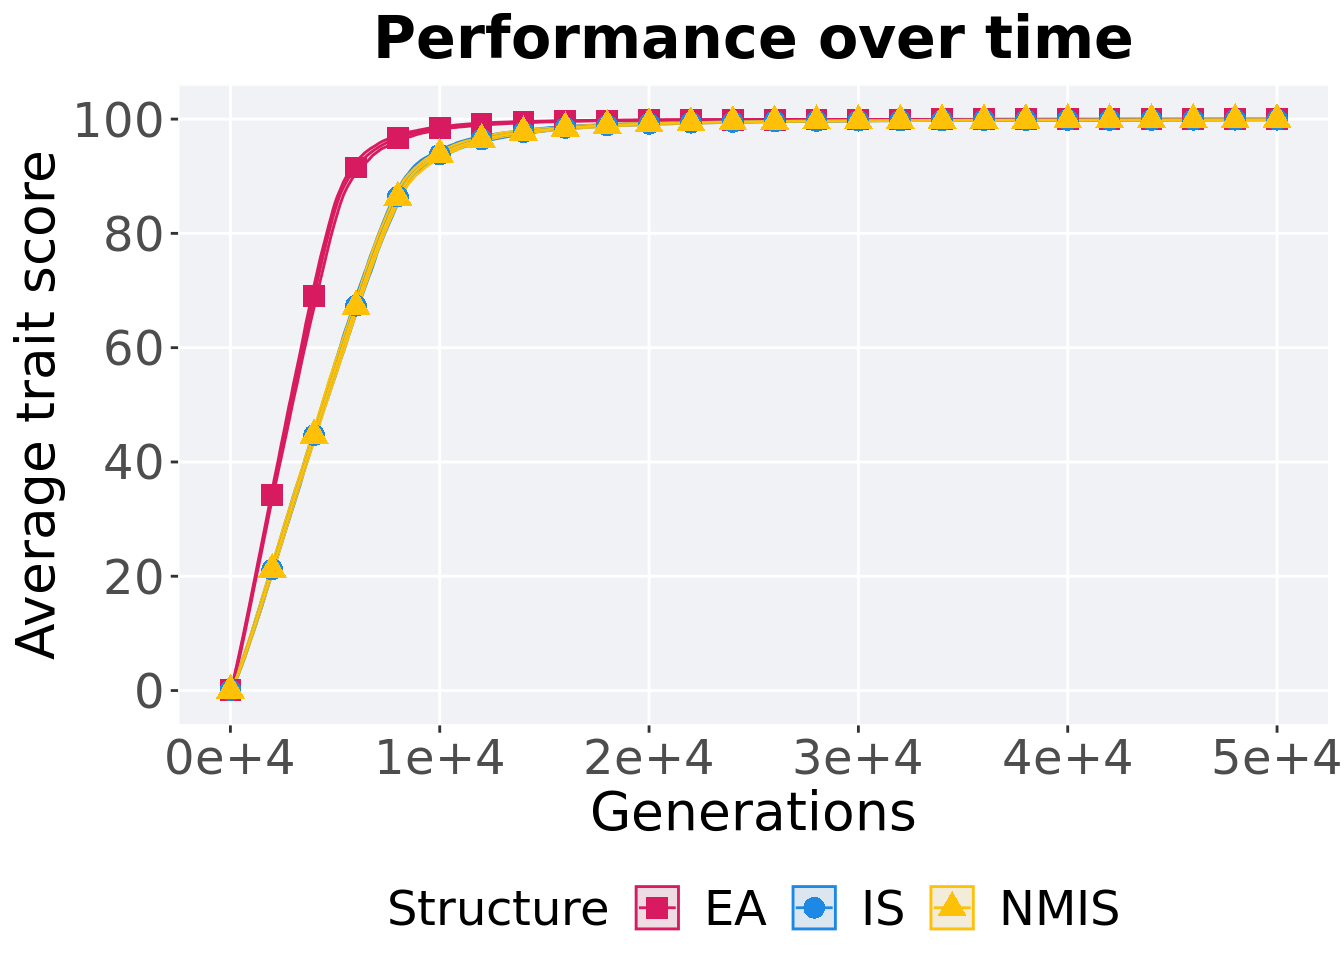 Performance over time
Average trait score
100
80
60
40
20
0
0e+4 1e+4 2e+4 3e+4 4e+4 5e+4
Generations
Structure EA IS NMIS